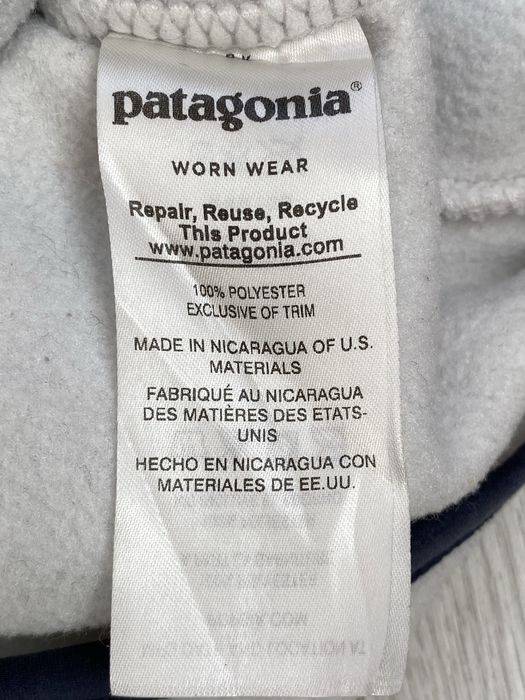 patagonia®
WORN WEAR
Repair, Reuse, Recycle
This Product
www.patagonia.com
100% POLYESTER
EXCLUSIVE OF TRIM
MADE IN NICARAGUA OF U.S.
MATERIALS
FABRIQUÉ AU NICARAGUA
DES MATIÈRES DES ETATS-
UNIS
HECHO EN NICARAGUA CON
MATERIALES DE EE.UU.